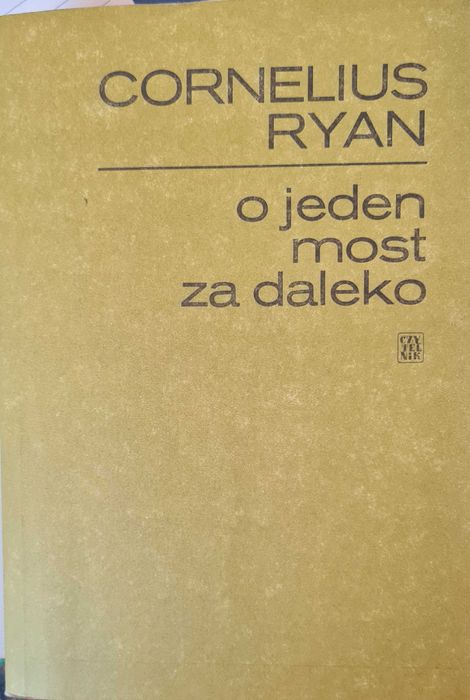 CORNELIUS
RYAN
o jeden
most
za daleko
CZY
TEL
NIK